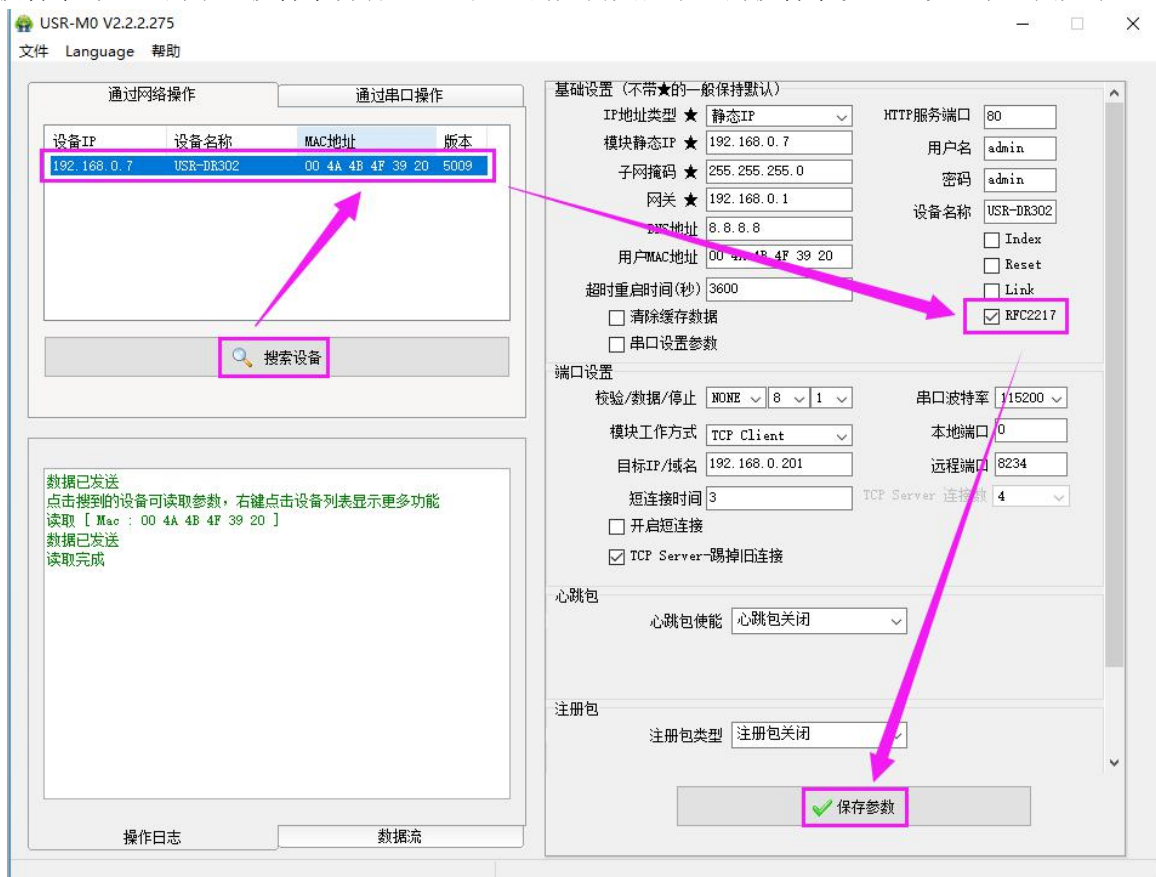 USR-M0 V2.2.2.275
文件 Language 帮助
通过网络操作 通过串口操作
设备IP 设备名称 MAC地址 版本
192.168.0.7 USR-DR302 00 4A 4B 4F 39 20 5009
搜索设备
数据已发送
点击搜到的设备可读取参数，右键点击设备列表显示更多功能
读取 [ Mac : 00 4A 4B 4F 39 20 ]
数据已发送
读取完成
操作日志 数据流
基础设置（不带★的一般保持默认）
IP地址类型 ★ 静态IP
模块静态IP ★ 192.168.0.7
子网掩码 ★ 255.255.255.0
网关 ★ 192.168.0.1
DNS地址 8.8.8.8
用户MAC地址 00 4A 4B 4F 39 20
超时重启时间(秒) 3600
清除缓存数据
串口设置参数
HTTP服务端口 80
用户名 admin
密码 admin
设备名称 USR-DR302
Index
Reset
Link
RFC2217
端口设置
校验/数据/停止 NONE 8 1 串口波特率 115200
模块工作方式 TCP Client 本地端口 0
目标IP/域名 192.168.0.201 远程端口 8234
短连接时间 3 TCP Server 连接数 4
开启短连接
TCP Server-踢掉旧连接
心跳包
心跳包使能 心跳包关闭
注册包
注册包类型 注册包关闭
保存参数